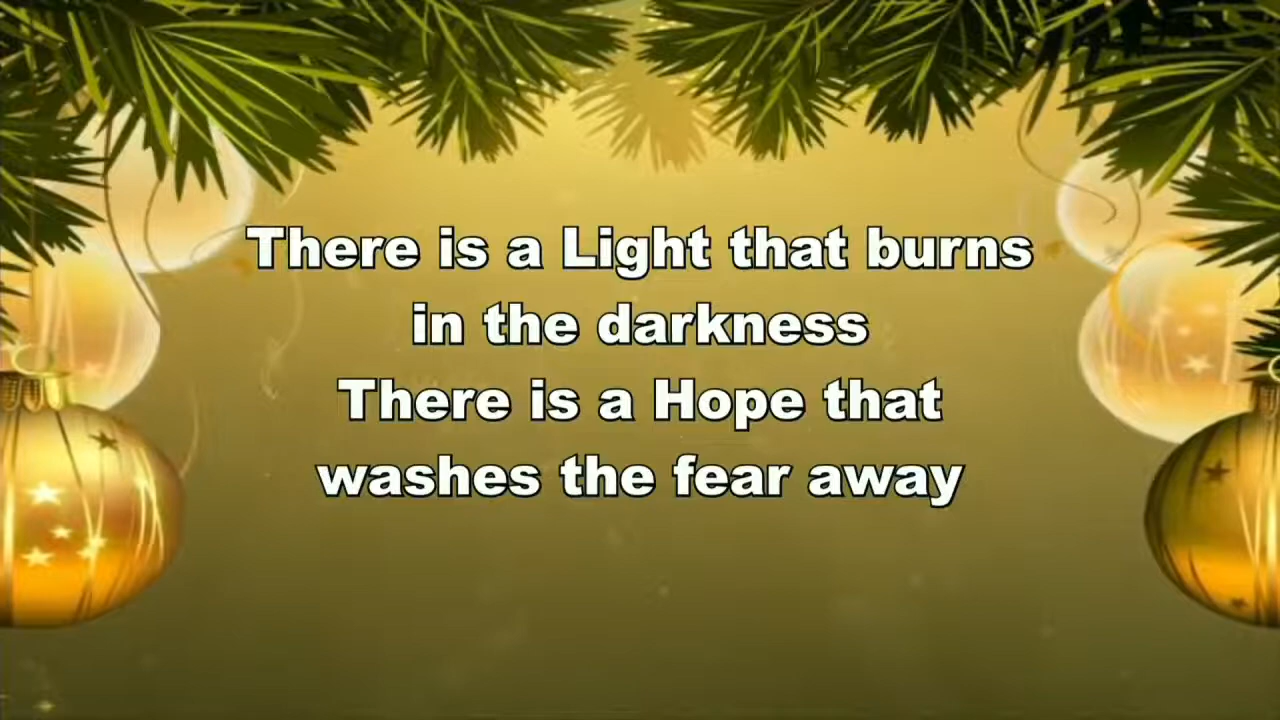 There is a Light that burns
in the darkness
There is a Hope that
washes the fear away